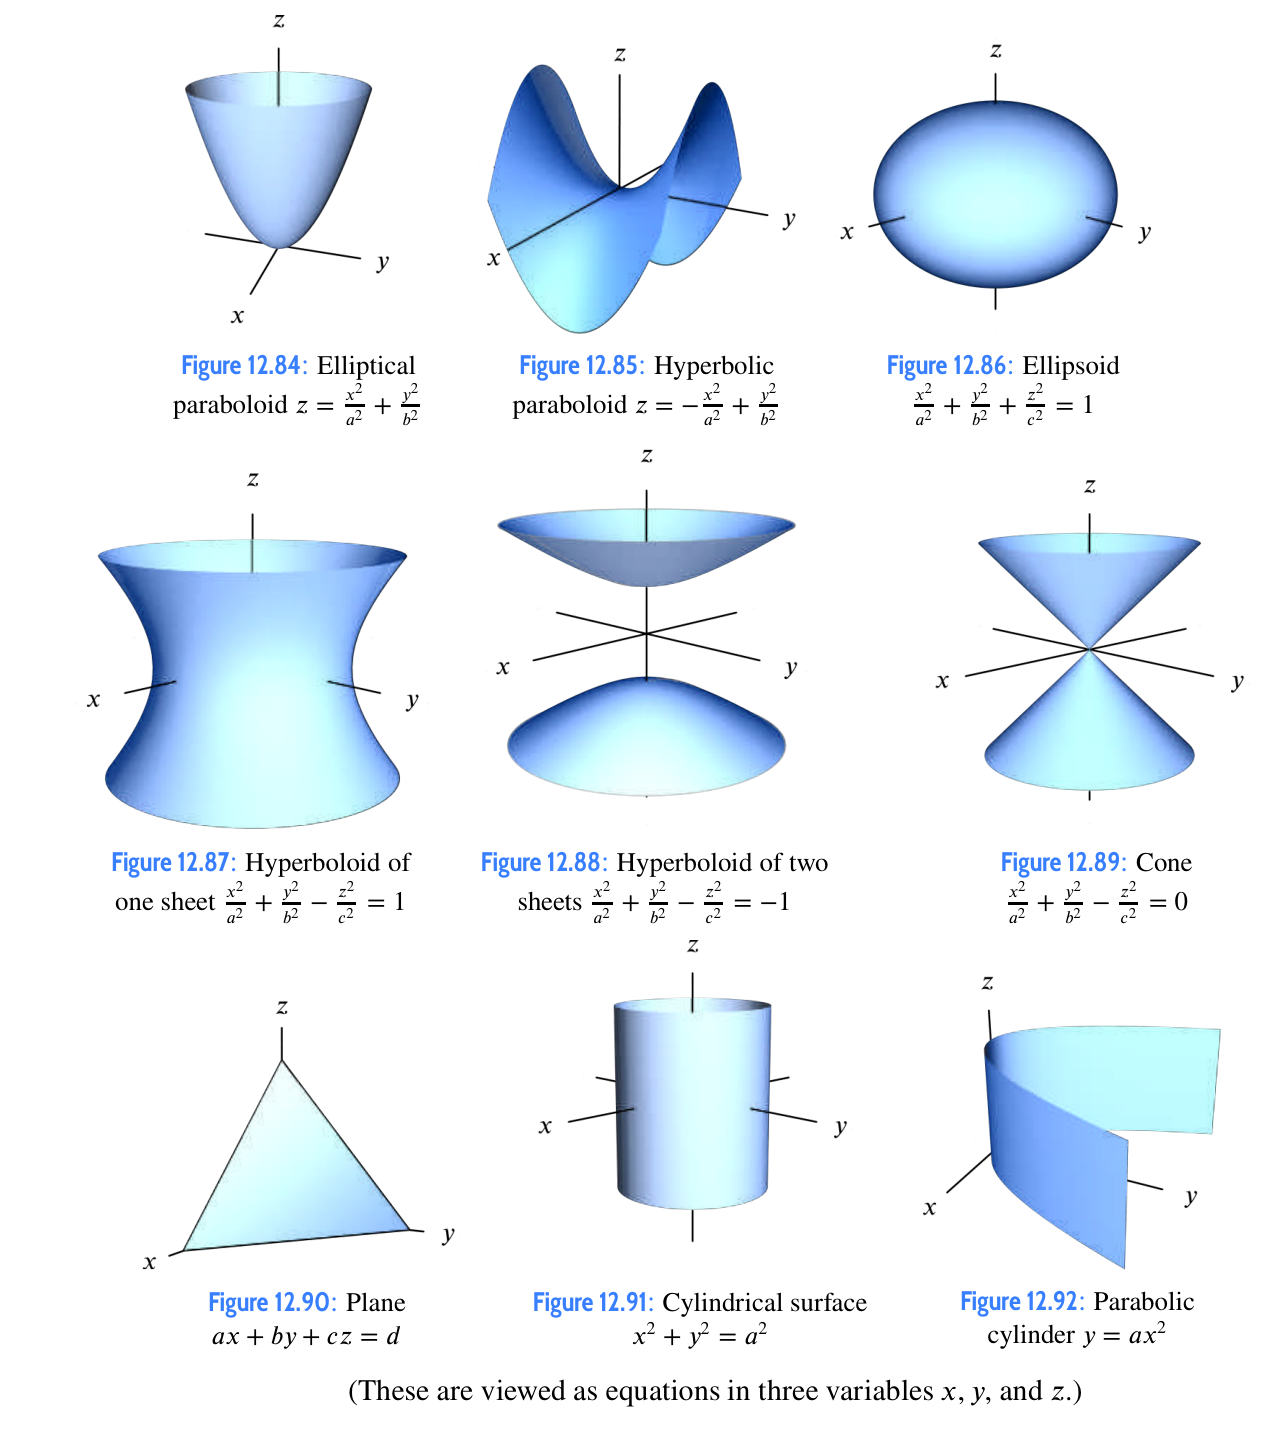 z
y
x
Figure 12.84: Elliptical
paraboloid z = x²/a² + y²/b²
z
y
x
Figure 12.85: Hyperbolic
paraboloid z = −x²/a² + y²/b²
z
x
y
Figure 12.86: Ellipsoid
x²/a² + y²/b² + z²/c² = 1
z
x
y
Figure 12.87: Hyperboloid of
one sheet x²/a² + y²/b² − z²/c² = 1
z
x
y
Figure 12.88: Hyperboloid of two
sheets x²/a² + y²/b² − z²/c² = −1
z
x
y
Figure 12.89: Cone
x²/a² + y²/b² − z²/c² = 0
z
y
x
Figure 12.90: Plane
ax + by + cz = d
z
x
y
Figure 12.91: Cylindrical surface
x² + y² = a²
z
y
x
Figure 12.92: Parabolic
cylinder y = ax²
(These are viewed as equations in three variables x, y, and z.)